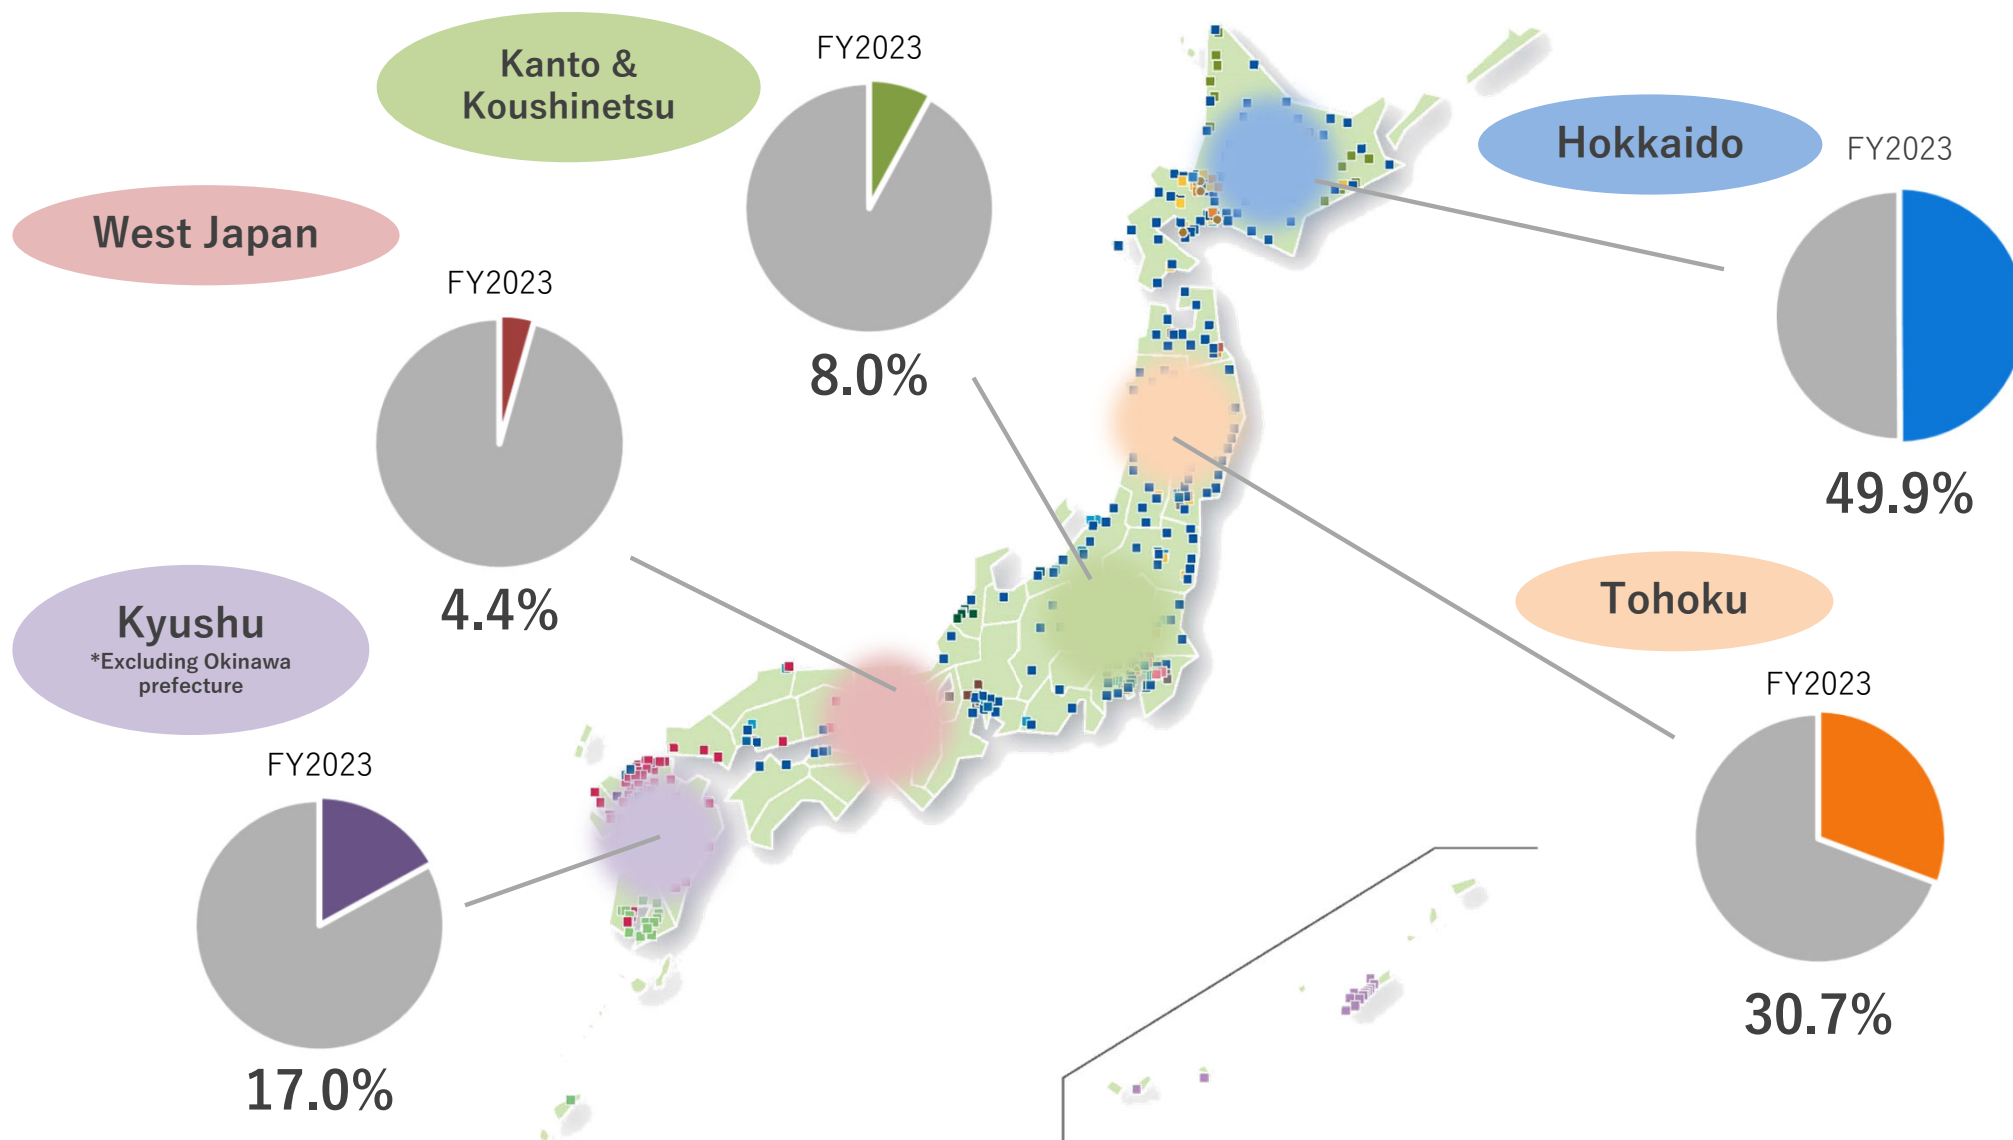 Kanto &
Koushinetsu
FY2023
8.0%
Hokkaido
FY2023
49.9%
West Japan
FY2023
4.4%
Tohoku
FY2023
30.7%
Kyushu
*Excluding Okinawa
prefecture
FY2023
17.0%